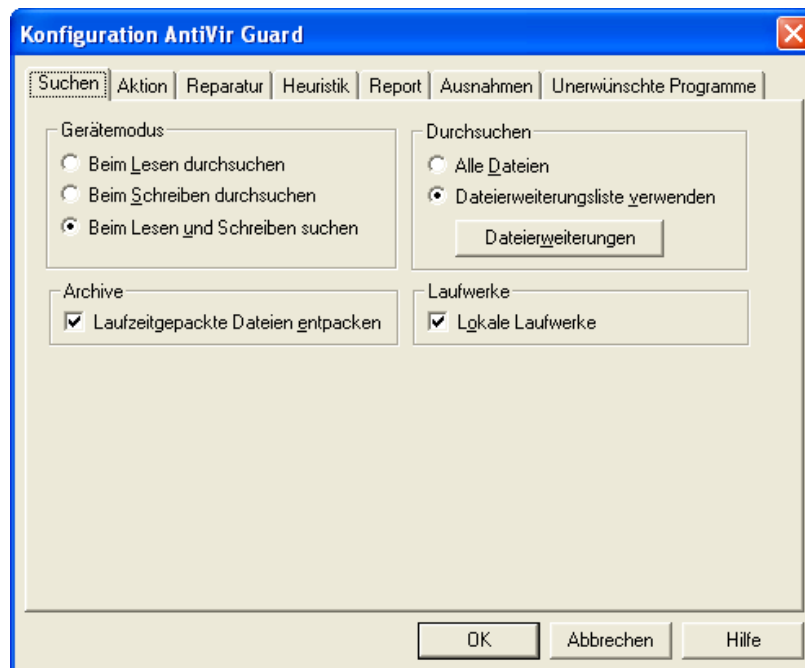 Konfiguration AntiVir Guard
Suchen Aktion Reparatur Heuristik Report Ausnahmen Unerwünschte Programme
Gerätemodus
Beim Lesen durchsuchen
Beim Schreiben durchsuchen
Beim Lesen und Schreiben suchen
Durchsuchen
Alle Dateien
Dateierweiterungsliste verwenden
Dateierweiterungen
Archive
Laufzeitgepackte Dateien entpacken
Laufwerke
Lokale Laufwerke
OK Abbrechen Hilfe